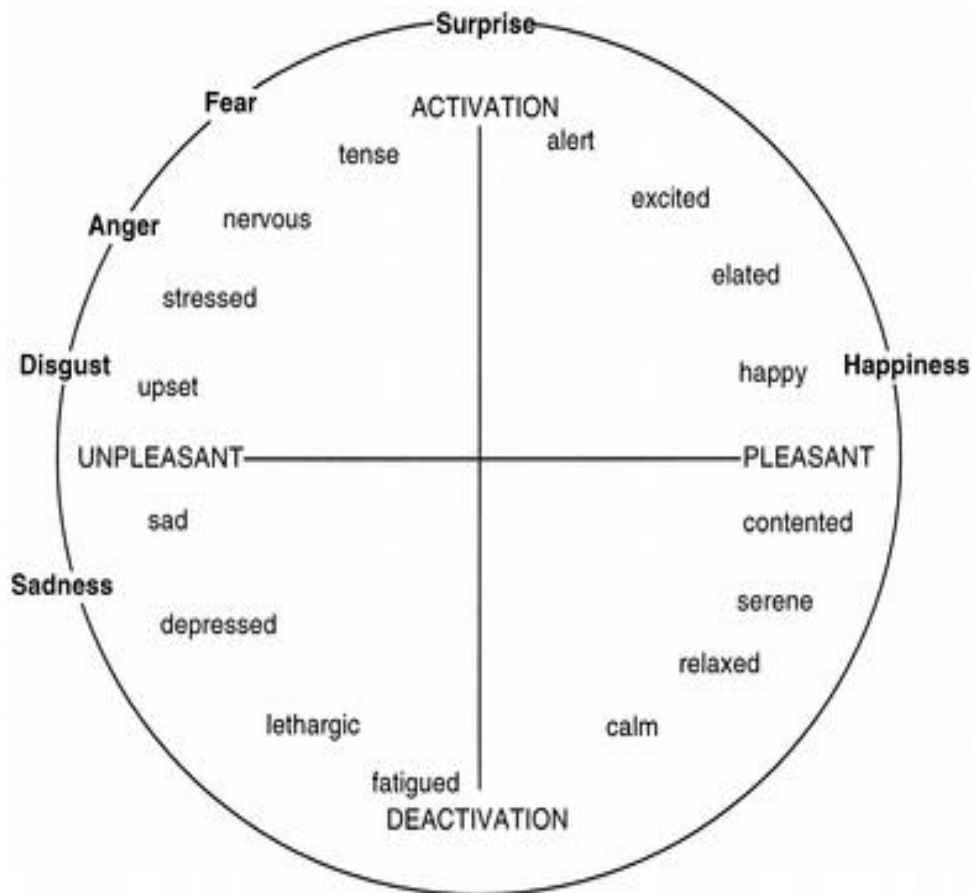 Surprise
Fear
ACTIVATION
tense
alert
excited
Anger
nervous
elated
stressed
Disgust
upset
happy
Happiness
UNPLEASANT
PLEASANT
sad
contented
Sadness
serene
depressed
relaxed
lethargic
calm
fatigued
DEACTIVATION